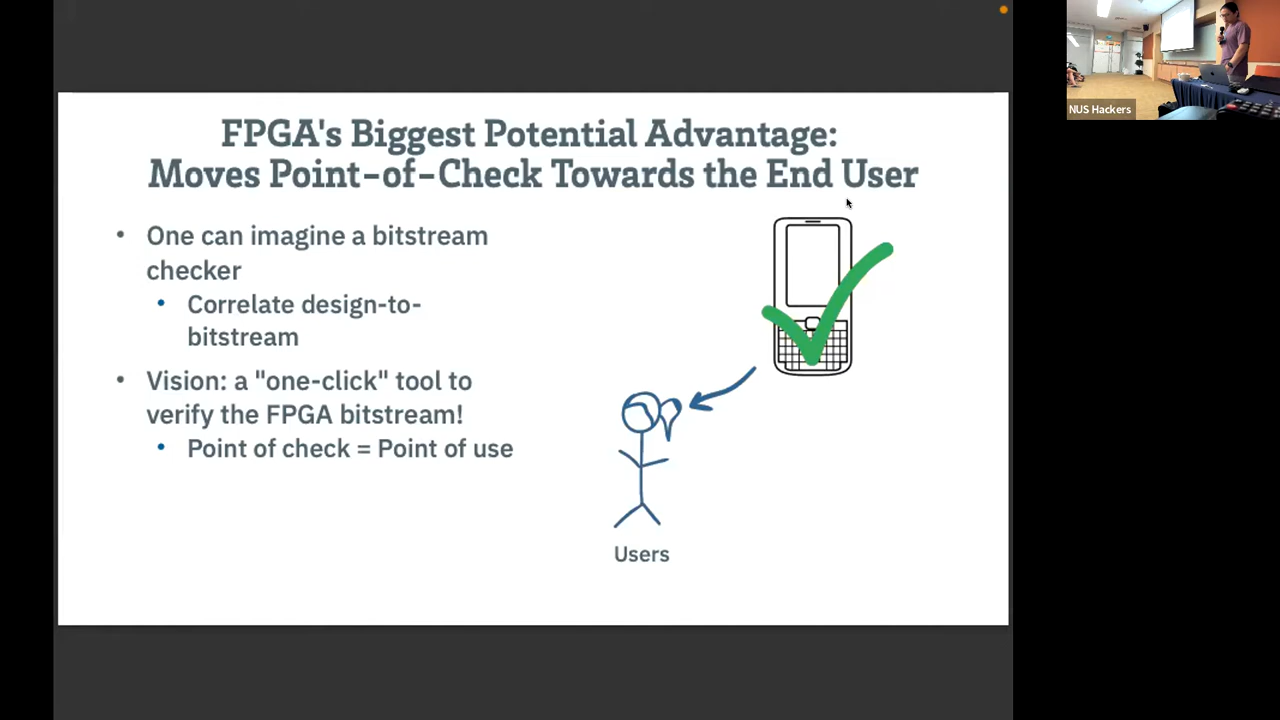 FPGA's Biggest Potential Advantage:
Moves Point-of-Check Towards the End User
• One can imagine a bitstream
checker
• Correlate design-to-
bitstream
• Vision: a "one-click" tool to
verify the FPGA bitstream!
• Point of check = Point of use
Users
NUS Hackers